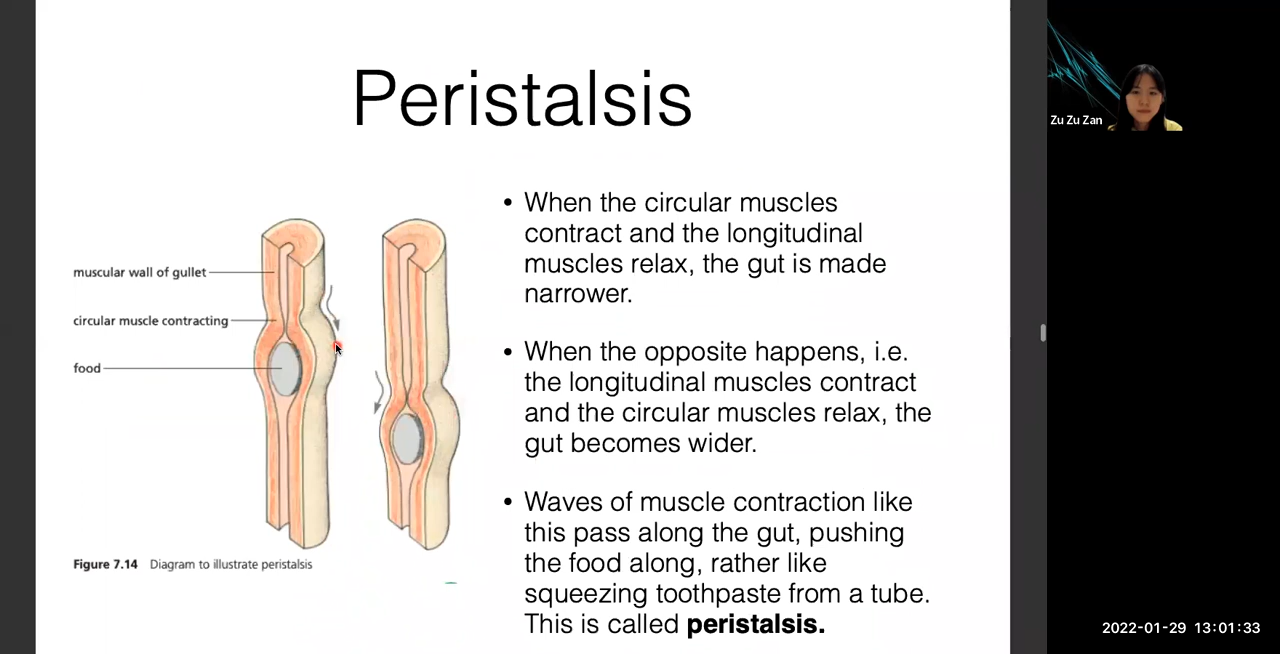 Peristalsis
muscular wall of gullet
circular muscle contracting
food
Figure 7.14 Diagram to illustrate peristalsis
• When the circular muscles
contract and the longitudinal
muscles relax, the gut is made
narrower.
• When the opposite happens, i.e.
the longitudinal muscles contract
and the circular muscles relax, the
gut becomes wider.
• Waves of muscle contraction like
this pass along the gut, pushing
the food along, rather like
squeezing toothpaste from a tube.
This is called peristalsis.
Zu Zu Zan
2022-01-29 13:01:33